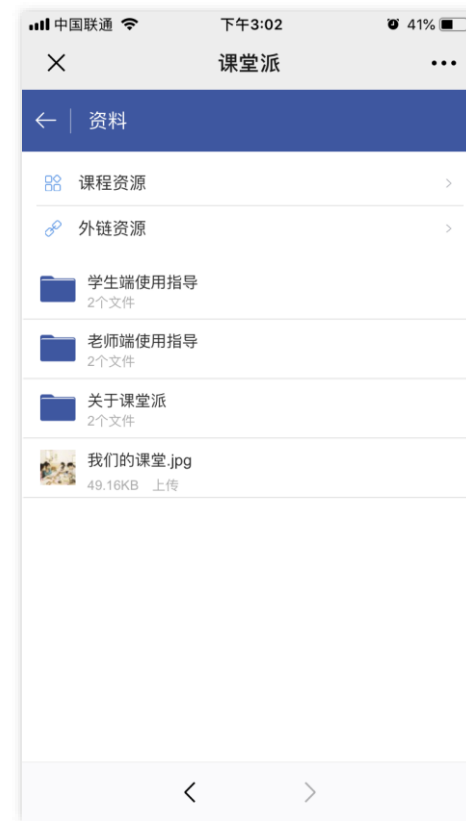 中国联通 下午3:02 41%
课堂派
资料
课程资源
外链资源
学生端使用指导
2个文件
老师端使用指导
2个文件
关于课堂派
2个文件
我们的课堂.jpg
49.16KB 上传